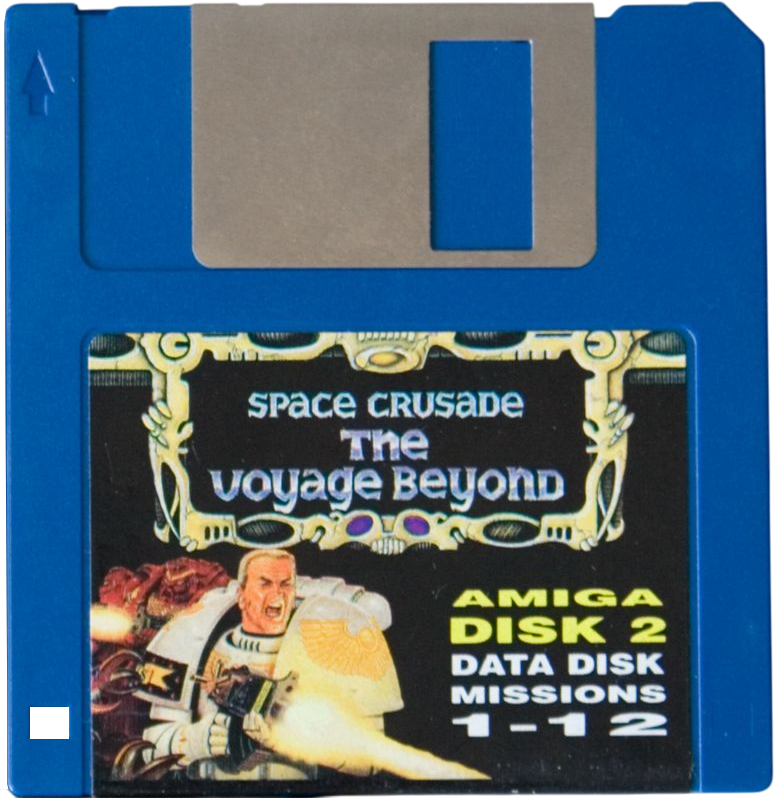 SPACE CRUSADE
The
Voyage Beyond
AMIGA
DISK 2
DATA DISK
MISSIONS
1-12